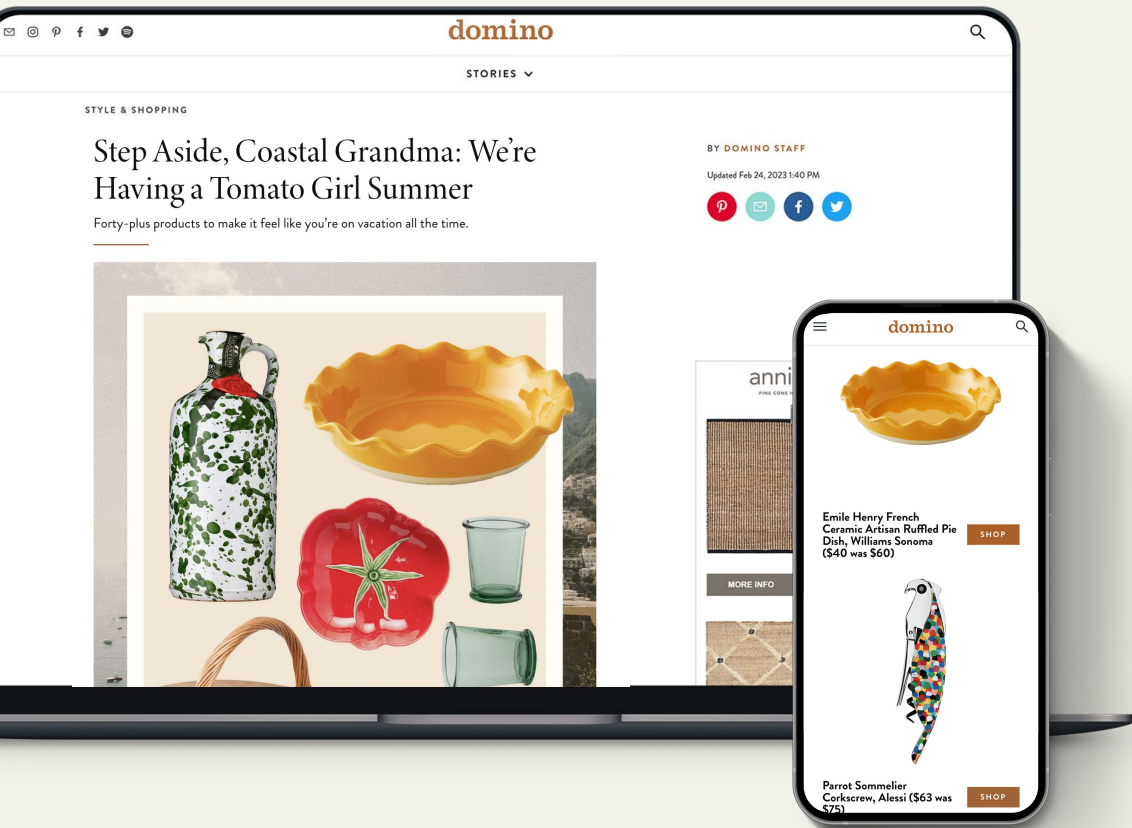 domino
STORIES
STYLE & SHOPPING
Step Aside, Coastal Grandma: We're
Having a Tomato Girl Summer
Forty-plus products to make it feel like you're on vacation all the time.
BY DOMINO STAFF
Updated Feb 24, 2023 1:40 PM
anni
PINE CONE H
MORE INFO
domino
Emile Henry French
Ceramic Artisan Ruffled Pie
Dish, Williams Sonoma
($40 was $60)
SHOP
Parrot Sommelier
Corkscrew, Alessi ($63 was
$75)
SHOP